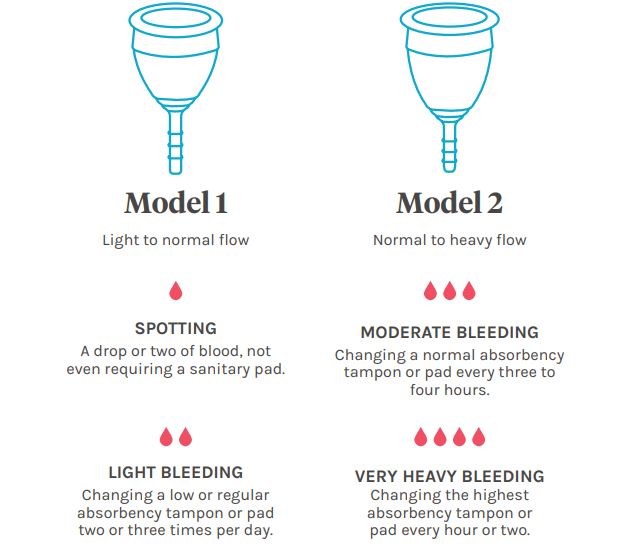 Model 1
Light to normal flow
SPOTTING
A drop or two of blood, not
even requiring a sanitary pad.
LIGHT BLEEDING
Changing a low or regular
absorbency tampon or pad
two or three times per day.
Model 2
Normal to heavy flow
MODERATE BLEEDING
Changing a normal absorbency
tampon or pad every three to
four hours.
VERY HEAVY BLEEDING
Changing the highest
absorbency tampon or
pad every hour or two.